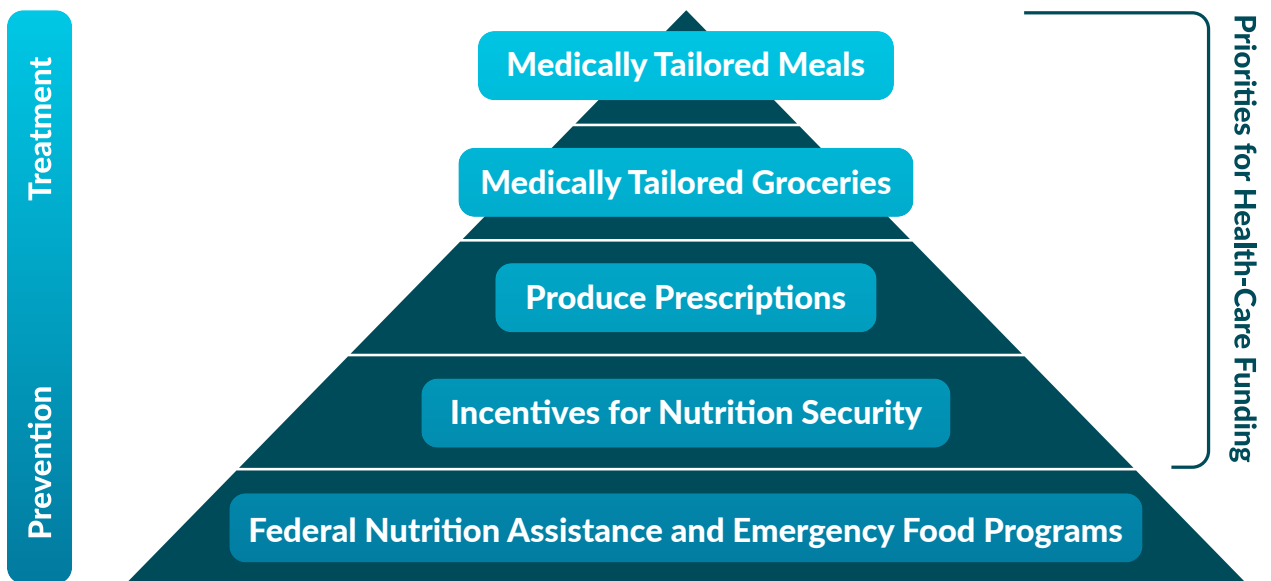 Treatment
Prevention
Medically Tailored Meals
Medically Tailored Groceries
Produce Prescriptions
Incentives for Nutrition Security
Federal Nutrition Assistance and Emergency Food Programs
Priorities for Health-Care Funding